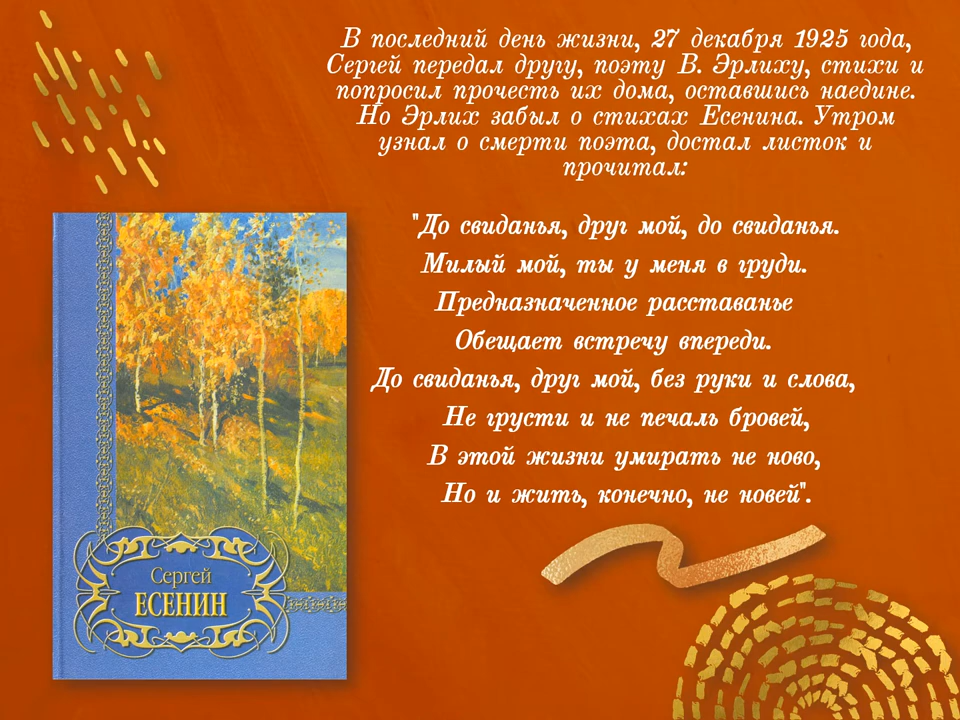 В последний день жизни, 27 декабря 1925 года,
Сергей передал другу, поэту В. Эрлиху, стихи и
попросил прочесть их дома, оставшись наедине.
Но Эрлих забыл о стихах Есенина. Утром
узнал о смерти поэта, достал листок и
прочитал:
"До свиданья, друг мой, до свиданья.
Милый мой, ты у меня в груди.
Предназначенное расставанье
Обещает встречу впереди.
До свиданья, друг мой, без руки и слова,
Не грусти и не печаль бровей,
В этой жизни умирать не ново,
Но и жить, конечно, не новей".
Сергей
ЕСЕНИН